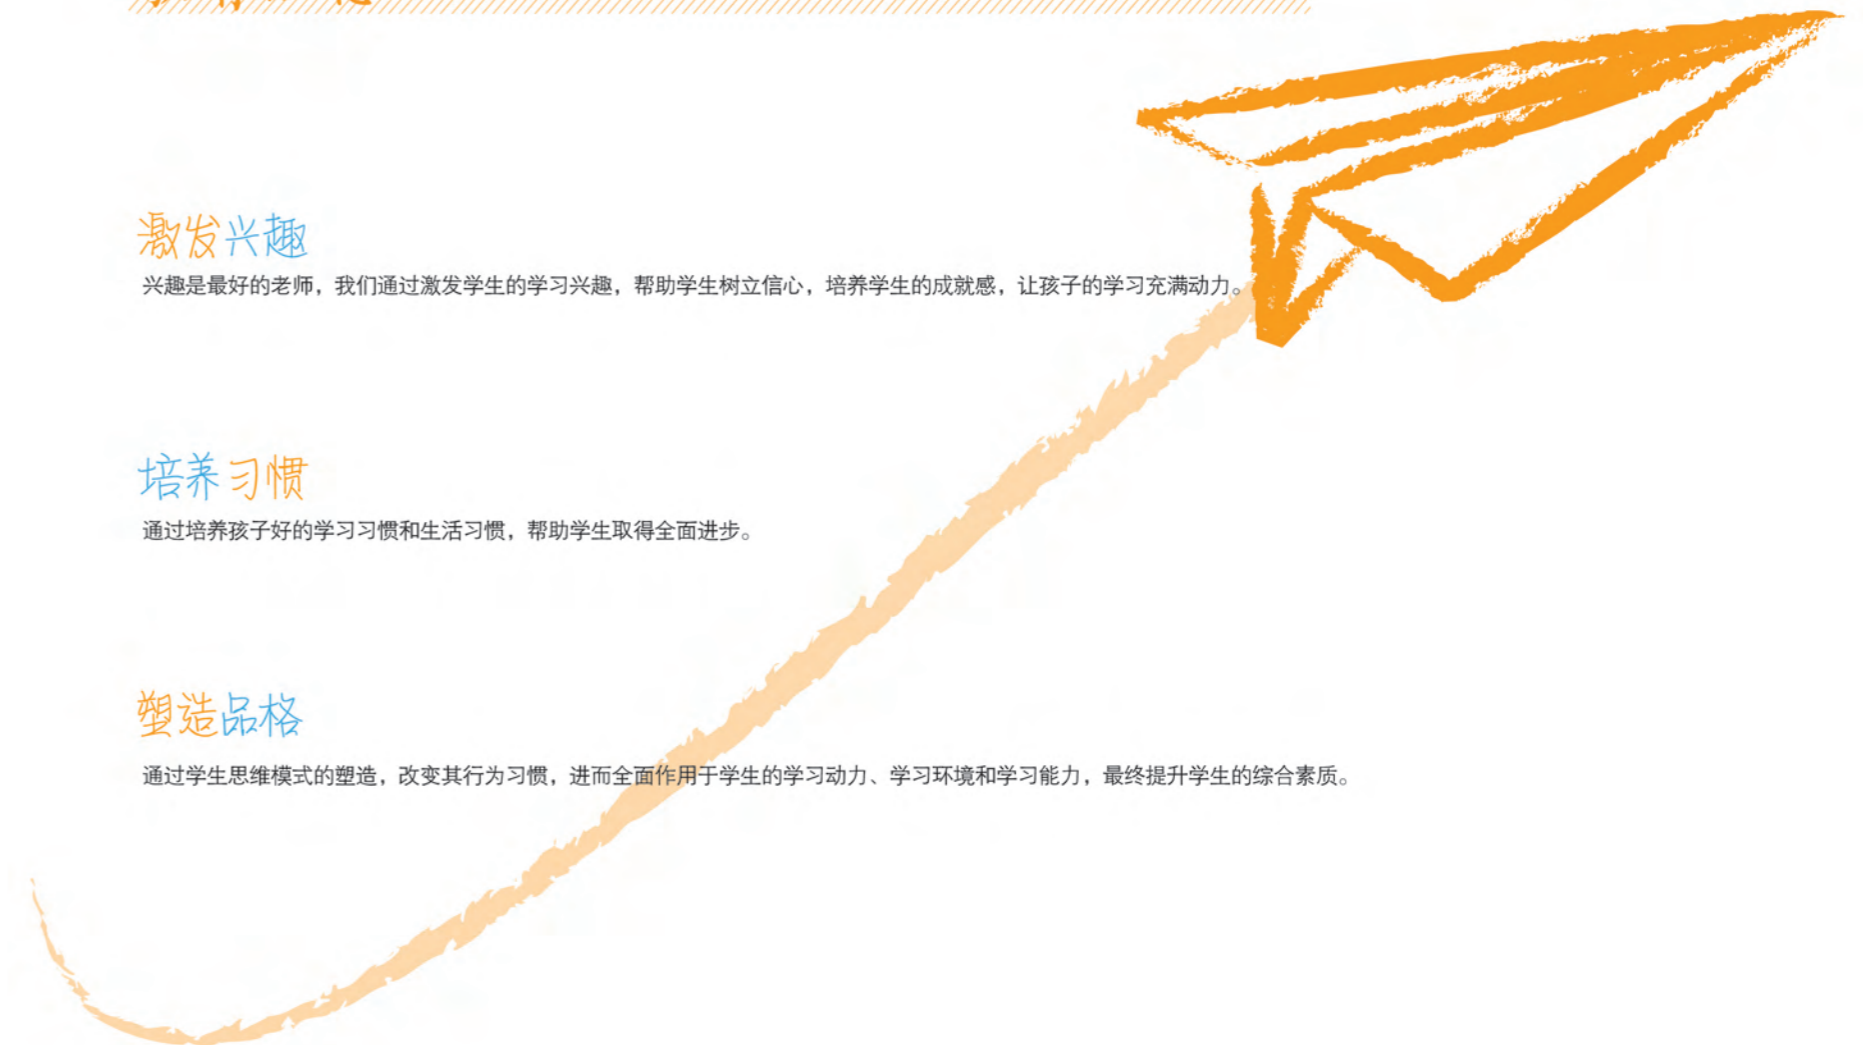 激发兴趣
兴趣是最好的老师，我们通过激发学生的学习兴趣，帮助学生树立信心，培养学生的成就感，让孩子的学习充满动力。
培养习惯
通过培养孩子好的学习习惯和生活习惯，帮助学生取得全面进步。
塑造品格
通过学生思维模式的塑造，改变其行为习惯，进而全面作用于学生的学习动力、学习环境和学习能力，最终提升学生的综合素质。